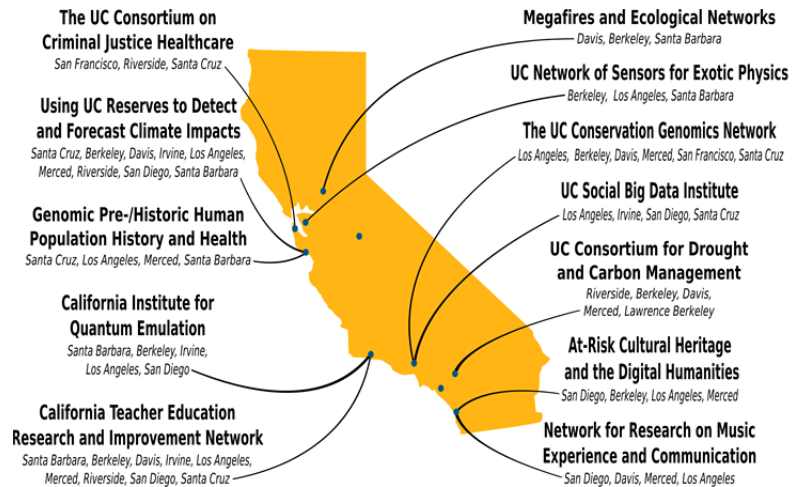 The UC Consortium on
Criminal Justice Healthcare
San Francisco, Riverside, Santa Cruz
Using UC Reserves to Detect
and Forecast Climate Impacts
Santa Cruz, Berkeley, Davis, Irvine, Los Angeles,
Merced, Riverside, San Diego, Santa Barbara
Genomic Pre-/Historic Human
Population History and Health
Santa Cruz, Los Angeles, Merced, Santa Barbara
California Institute for
Quantum Emulation
Santa Barbara, Berkeley, Irvine,
Los Angeles, San Diego
California Teacher Education
Research and Improvement Network
Santa Barbara, Berkeley, Davis, Irvine, Los Angeles,
Merced, Riverside, San Diego, Santa Cruz
Megafires and Ecological Networks
Davis, Berkeley, Santa Barbara
UC Network of Sensors for Exotic Physics
Berkeley, Los Angeles, Santa Barbara
The UC Conservation Genomics Network
Los Angeles, Berkeley, Davis, Merced, San Francisco, Santa Cruz
UC Social Big Data Institute
Los Angeles, Irvine, San Diego, Santa Cruz
UC Consortium for Drought
and Carbon Management
Riverside, Berkeley, Davis,
Merced, Lawrence Berkeley
At-Risk Cultural Heritage
and the Digital Humanities
San Diego, Berkeley, Los Angeles, Merced
Network for Research on Music
Experience and Communication
San Diego, Davis, Merced, Los Angeles